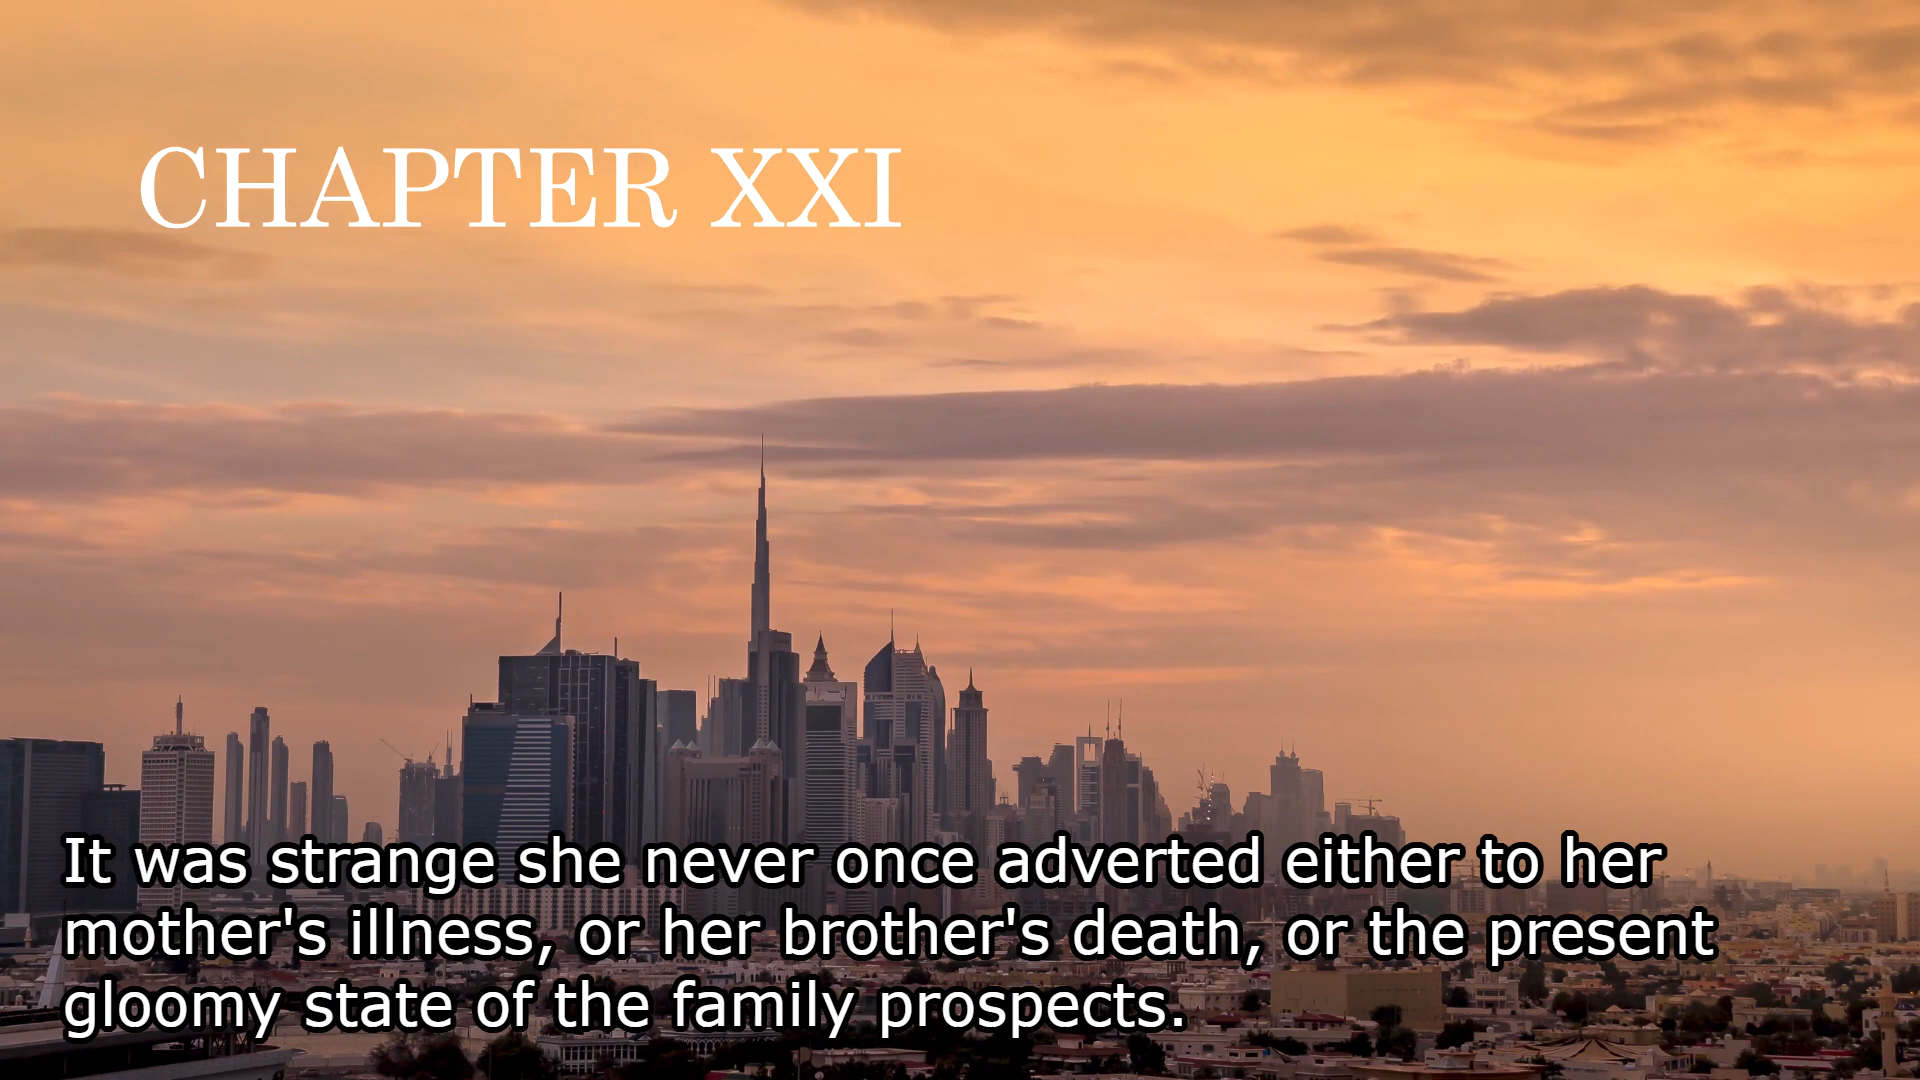 CHAPTER XXI
It was strange she never once adverted either to her
mother's illness, or her brother's death, or the present
gloomy state of the family prospects.